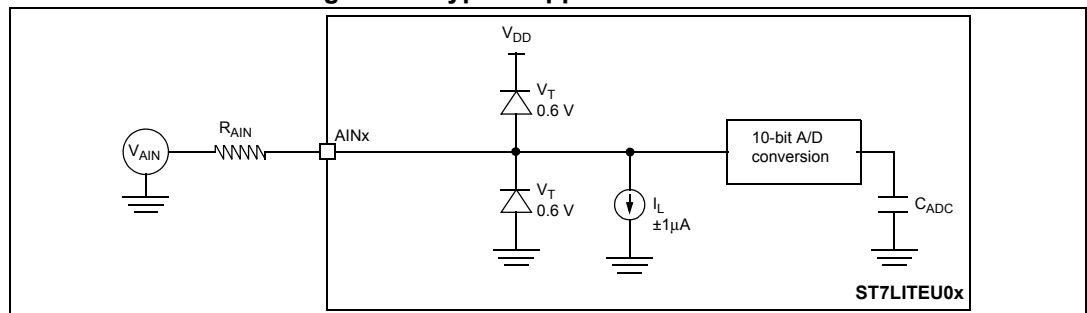 V_DD
V_T
0.6 V
R_AIN
AINx
V_AIN
10-bit A/D
conversion
V_T
0.6 V
I_L
±1μA
C_ADC
ST7LITEU0x